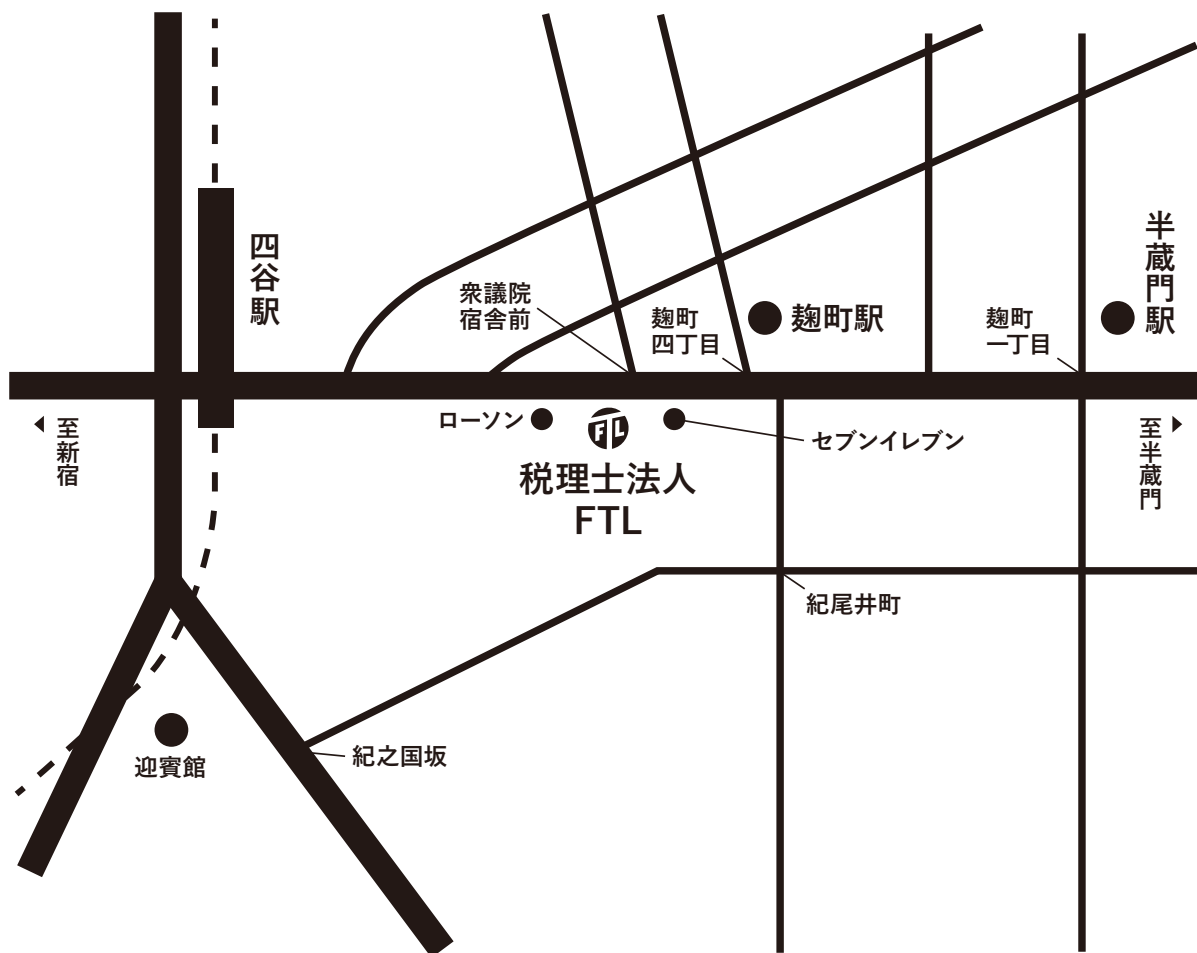 四谷駅
半蔵門駅
衆議院
宿舎前
麹町
四丁目
麹町駅
麹町
一丁目
至新宿
ローソン
FTL
セブンイレブン
至半蔵門
税理士法人
FTL
紀尾井町
紀之国坂
迎賓館